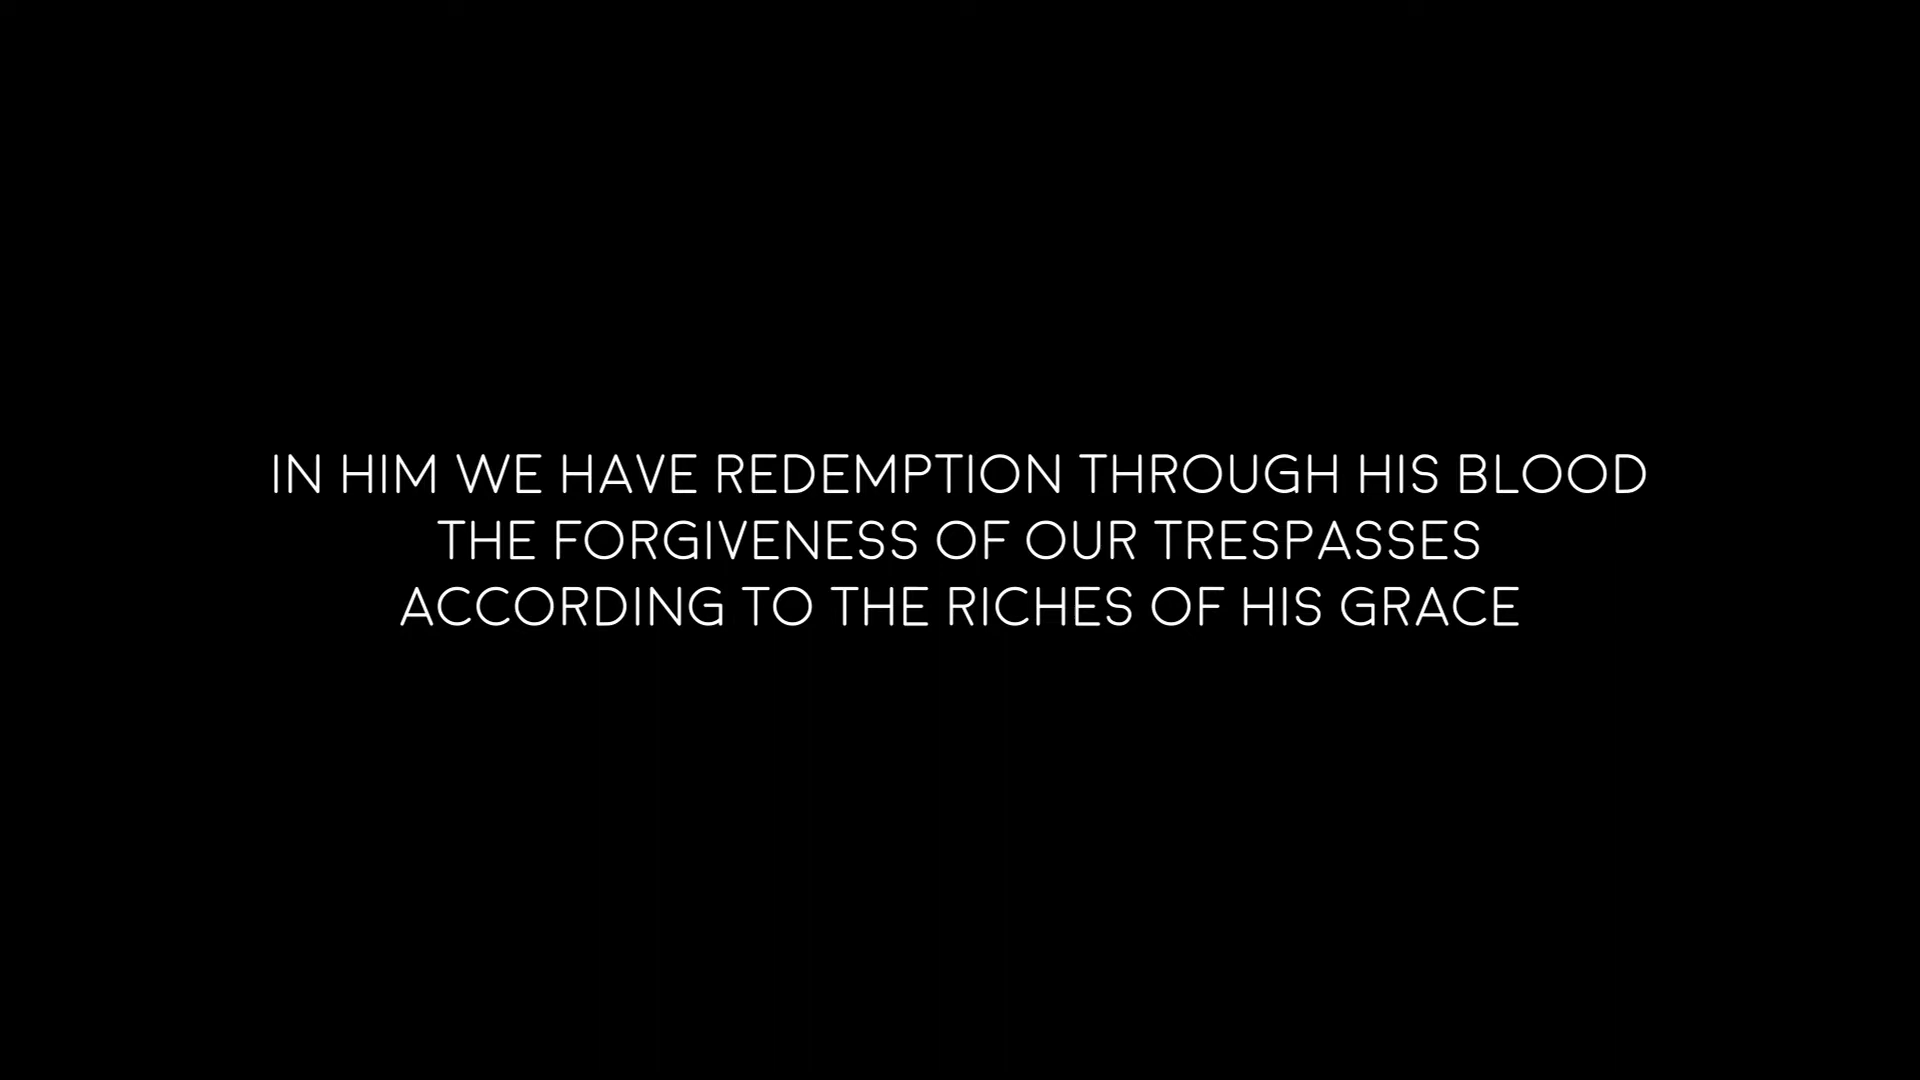 IN HIM WE HAVE REDEMPTION THROUGH HIS BLOOD
THE FORGIVENESS OF OUR TRESPASSES
ACCORDING TO THE RICHES OF HIS GRACE